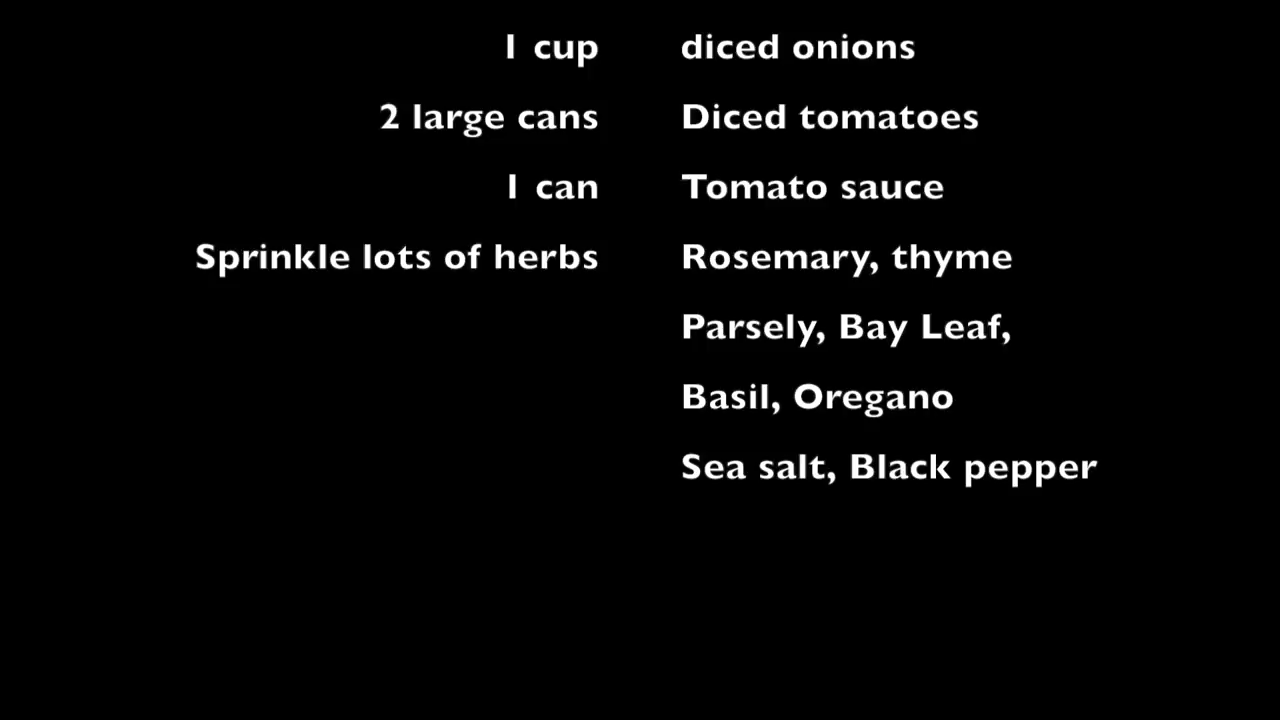 1 cup diced onions
2 large cans Diced tomatoes
1 can Tomato sauce
Sprinkle lots of herbs Rosemary, thyme
Parsely, Bay Leaf,
Basil, Oregano
Sea salt, Black pepper